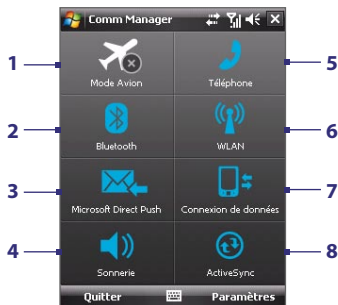 Comm Manager
1
Mode Avion
5
Téléphone
2
Bluetooth
6
WLAN
3
Microsoft Direct Push
7
Connexion de données
4
Sonnerie
8
ActiveSync
Quitter
Paramètres